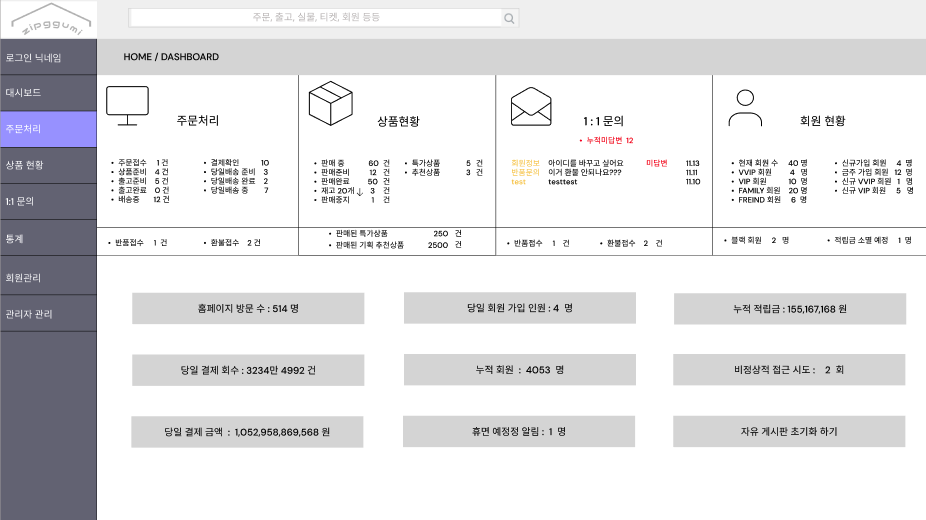 zipggumi
주문, 출고, 실물, 티켓, 회원 등등
로그인 닉네임
대시보드
주문처리
상품 현황
1:1 문의
통계
회원관리
관리자 관리
HOME / DASHBOARD
주문처리
• 주문접수 1 건
• 상품준비 4 건
• 출고준비 5 건
• 출고완료 0 건
• 배송중 12 건
• 결제확인 10
• 당일배송 준비 3
• 당일배송 완료 2
• 당일배송 중 7
• 반품접수 1 건 • 환불접수 2 건
상품현황
• 판매 중 60 건
• 판매준비 12 건
• 판매완료 50 건
• 재고 20개 ↓ 3 건
• 판매중지 1 건
• 특가상품 5 건
• 추천상품 3 건
• 판매된 특가상품 250 건
• 판매된 기획 추천상품 2500 건
1 : 1 문의
• 누적미답변 12
회원정보 아이디를 바꾸고 싶어요 미답변 11.13
반품문의 이거 환불 안되나요??? 11.11
test testtest 11.10
• 반품접수 1 건 • 환불접수 2 건
회원 현황
• 현재 회원 수 40 명
• VVIP 회원 4 명
• VIP 회원 10 명
• FAMILY 회원 20 명
• FREIND 회원 6 명
• 신규가입 회원 4 명
• 금주 가입 회원 12 명
• 신규 VVIP 회원 1 명
• 신규 VIP 회원 5 명
• 블랙 회원 2 명 • 적립금 소멸 예정 1 명
홈페이지 방문 수 : 514 명
당일 회원 가입 인원 : 4 명
누적 적립금 : 155,167,168 원
당일 결제 회수 : 3234만 4992 건
누적 회원 : 4053 명
비정상적 접근 시도 : 2 회
당일 결제 금액 : 1,052,958,869,568 원
휴면 예정정 알림 : 1 명
자유 게시판 초기화 하기